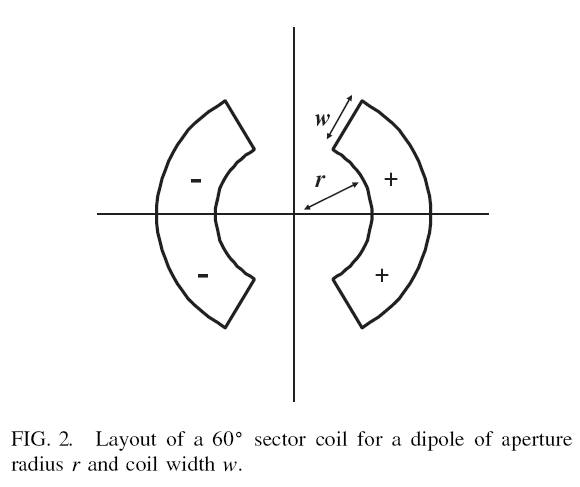 w
r
- +
- +
FIG. 2. Layout of a 60° sector coil for a dipole of aperture
radius r and coil width w.